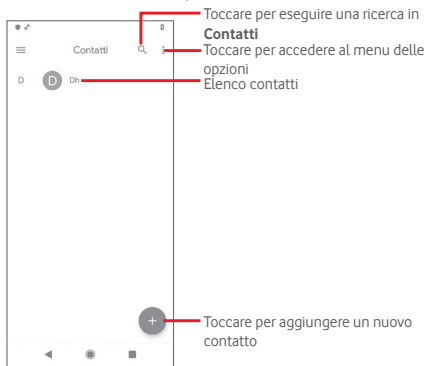 Toccare per eseguire una ricerca in
Contatti
Toccare per accedere al menu delle
opzioni
Elenco contatti
Contatti
D D Dh
Toccare per aggiungere un nuovo
contatto